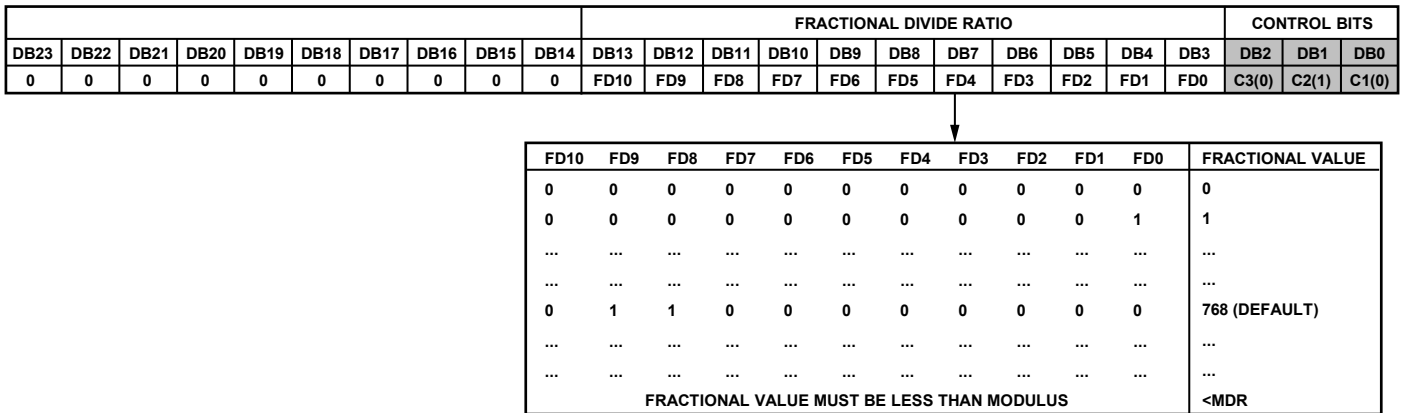 FRACTIONAL DIVIDE RATIO CONTROL BITS
DB23 DB22 DB21 DB20 DB19 DB18 DB17 DB16 DB15 DB14 DB13 DB12 DB11 DB10 DB9 DB8 DB7 DB6 DB5 DB4 DB3 DB2 DB1 DB0
0 0 0 0 0 0 0 0 0 0 FD10 FD9 FD8 FD7 FD6 FD5 FD4 FD3 FD2 FD1 FD0 C3(0) C2(1) C1(0)
FD10 FD9 FD8 FD7 FD6 FD5 FD4 FD3 FD2 FD1 FD0 FRACTIONAL VALUE
0 0 0 0 0 0 0 0 0 0 0 0
0 0 0 0 0 0 0 0 0 0 1 1
... ... ... ... ... ... ... ... ... ... ... ...
... ... ... ... ... ... ... ... ... ... ... ...
0 1 1 0 0 0 0 0 0 0 0 768 (DEFAULT)
... ... ... ... ... ... ... ... ... ... ... ...
... ... ... ... ... ... ... ... ... ... ... ...
FRACTIONAL VALUE MUST BE LESS THAN MODULUS <MDR